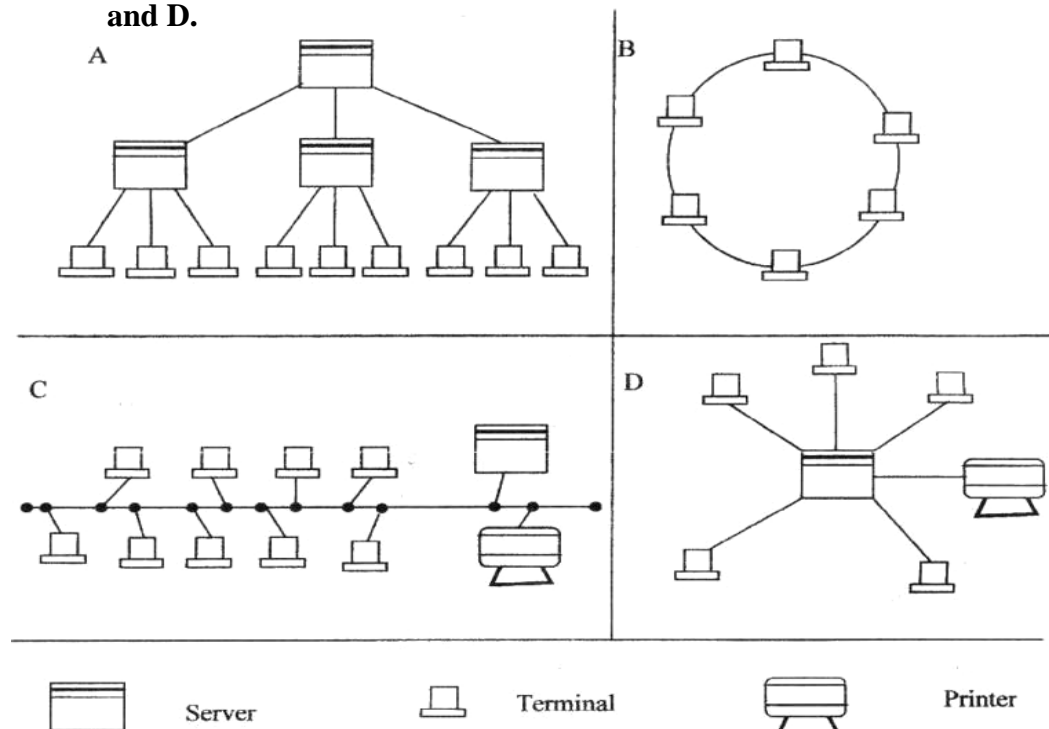 and D.
A
B
C
D
Server
Terminal
Printer